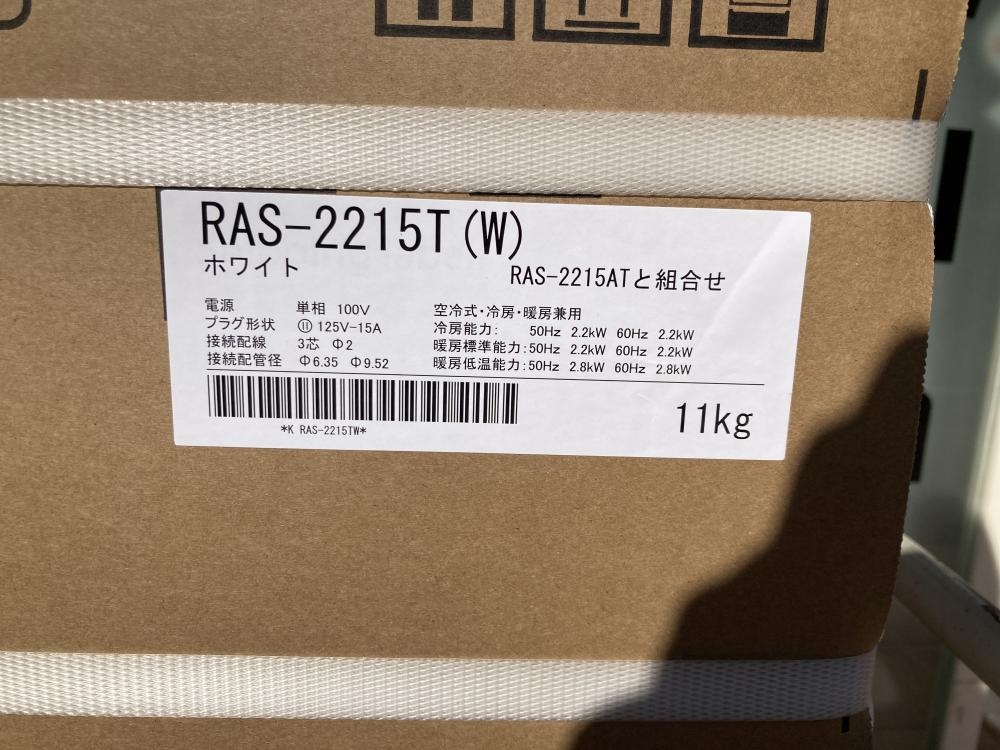 RAS-2215T(W)
ホワイト
RAS-2215ATと組合せ
電源 単相 100V
プラグ形状 125V-15A
接続配線 3芯 Φ2
接続配管径 Φ6.35 Φ9.52
空冷式・冷房・暖房兼用
冷房能力: 50Hz 2.2kW 60Hz 2.2kW
暖房標準能力:50Hz 2.2kW 60Hz 2.2kW
暖房低温能力:50Hz 2.8kW 60Hz 2.8kW
*K RAS-2215TW*
11kg